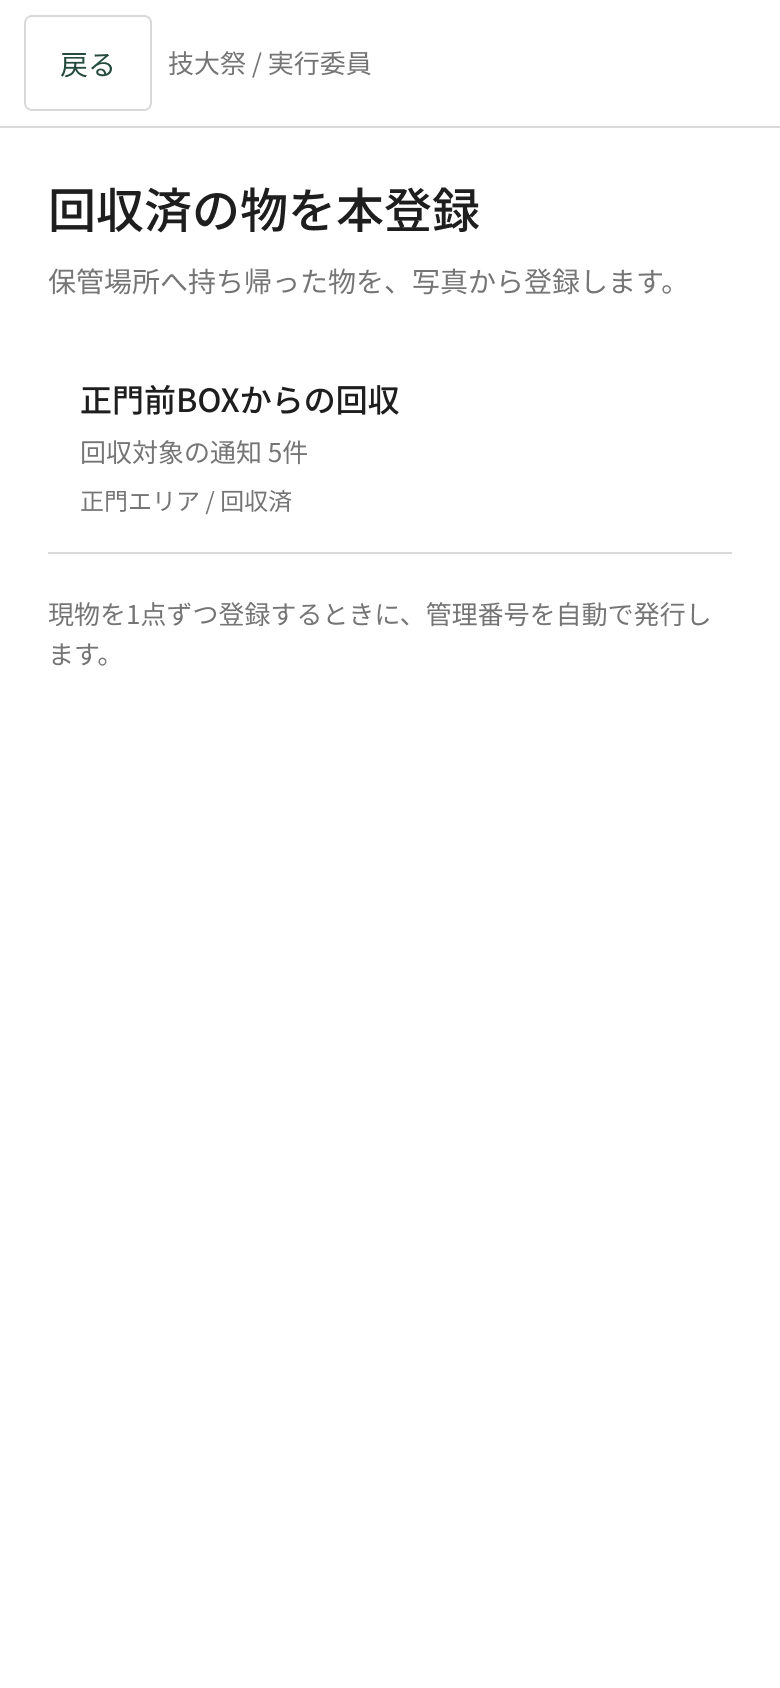 戻る
技大祭 / 実行委員
回収済の物を本登録
保管場所へ持ち帰った物を、写真から登録します。
正門前BOXからの回収
回収対象の通知 5件
正門エリア / 回収済
現物を1点ずつ登録するときに、管理番号を自動で発行し
ます。